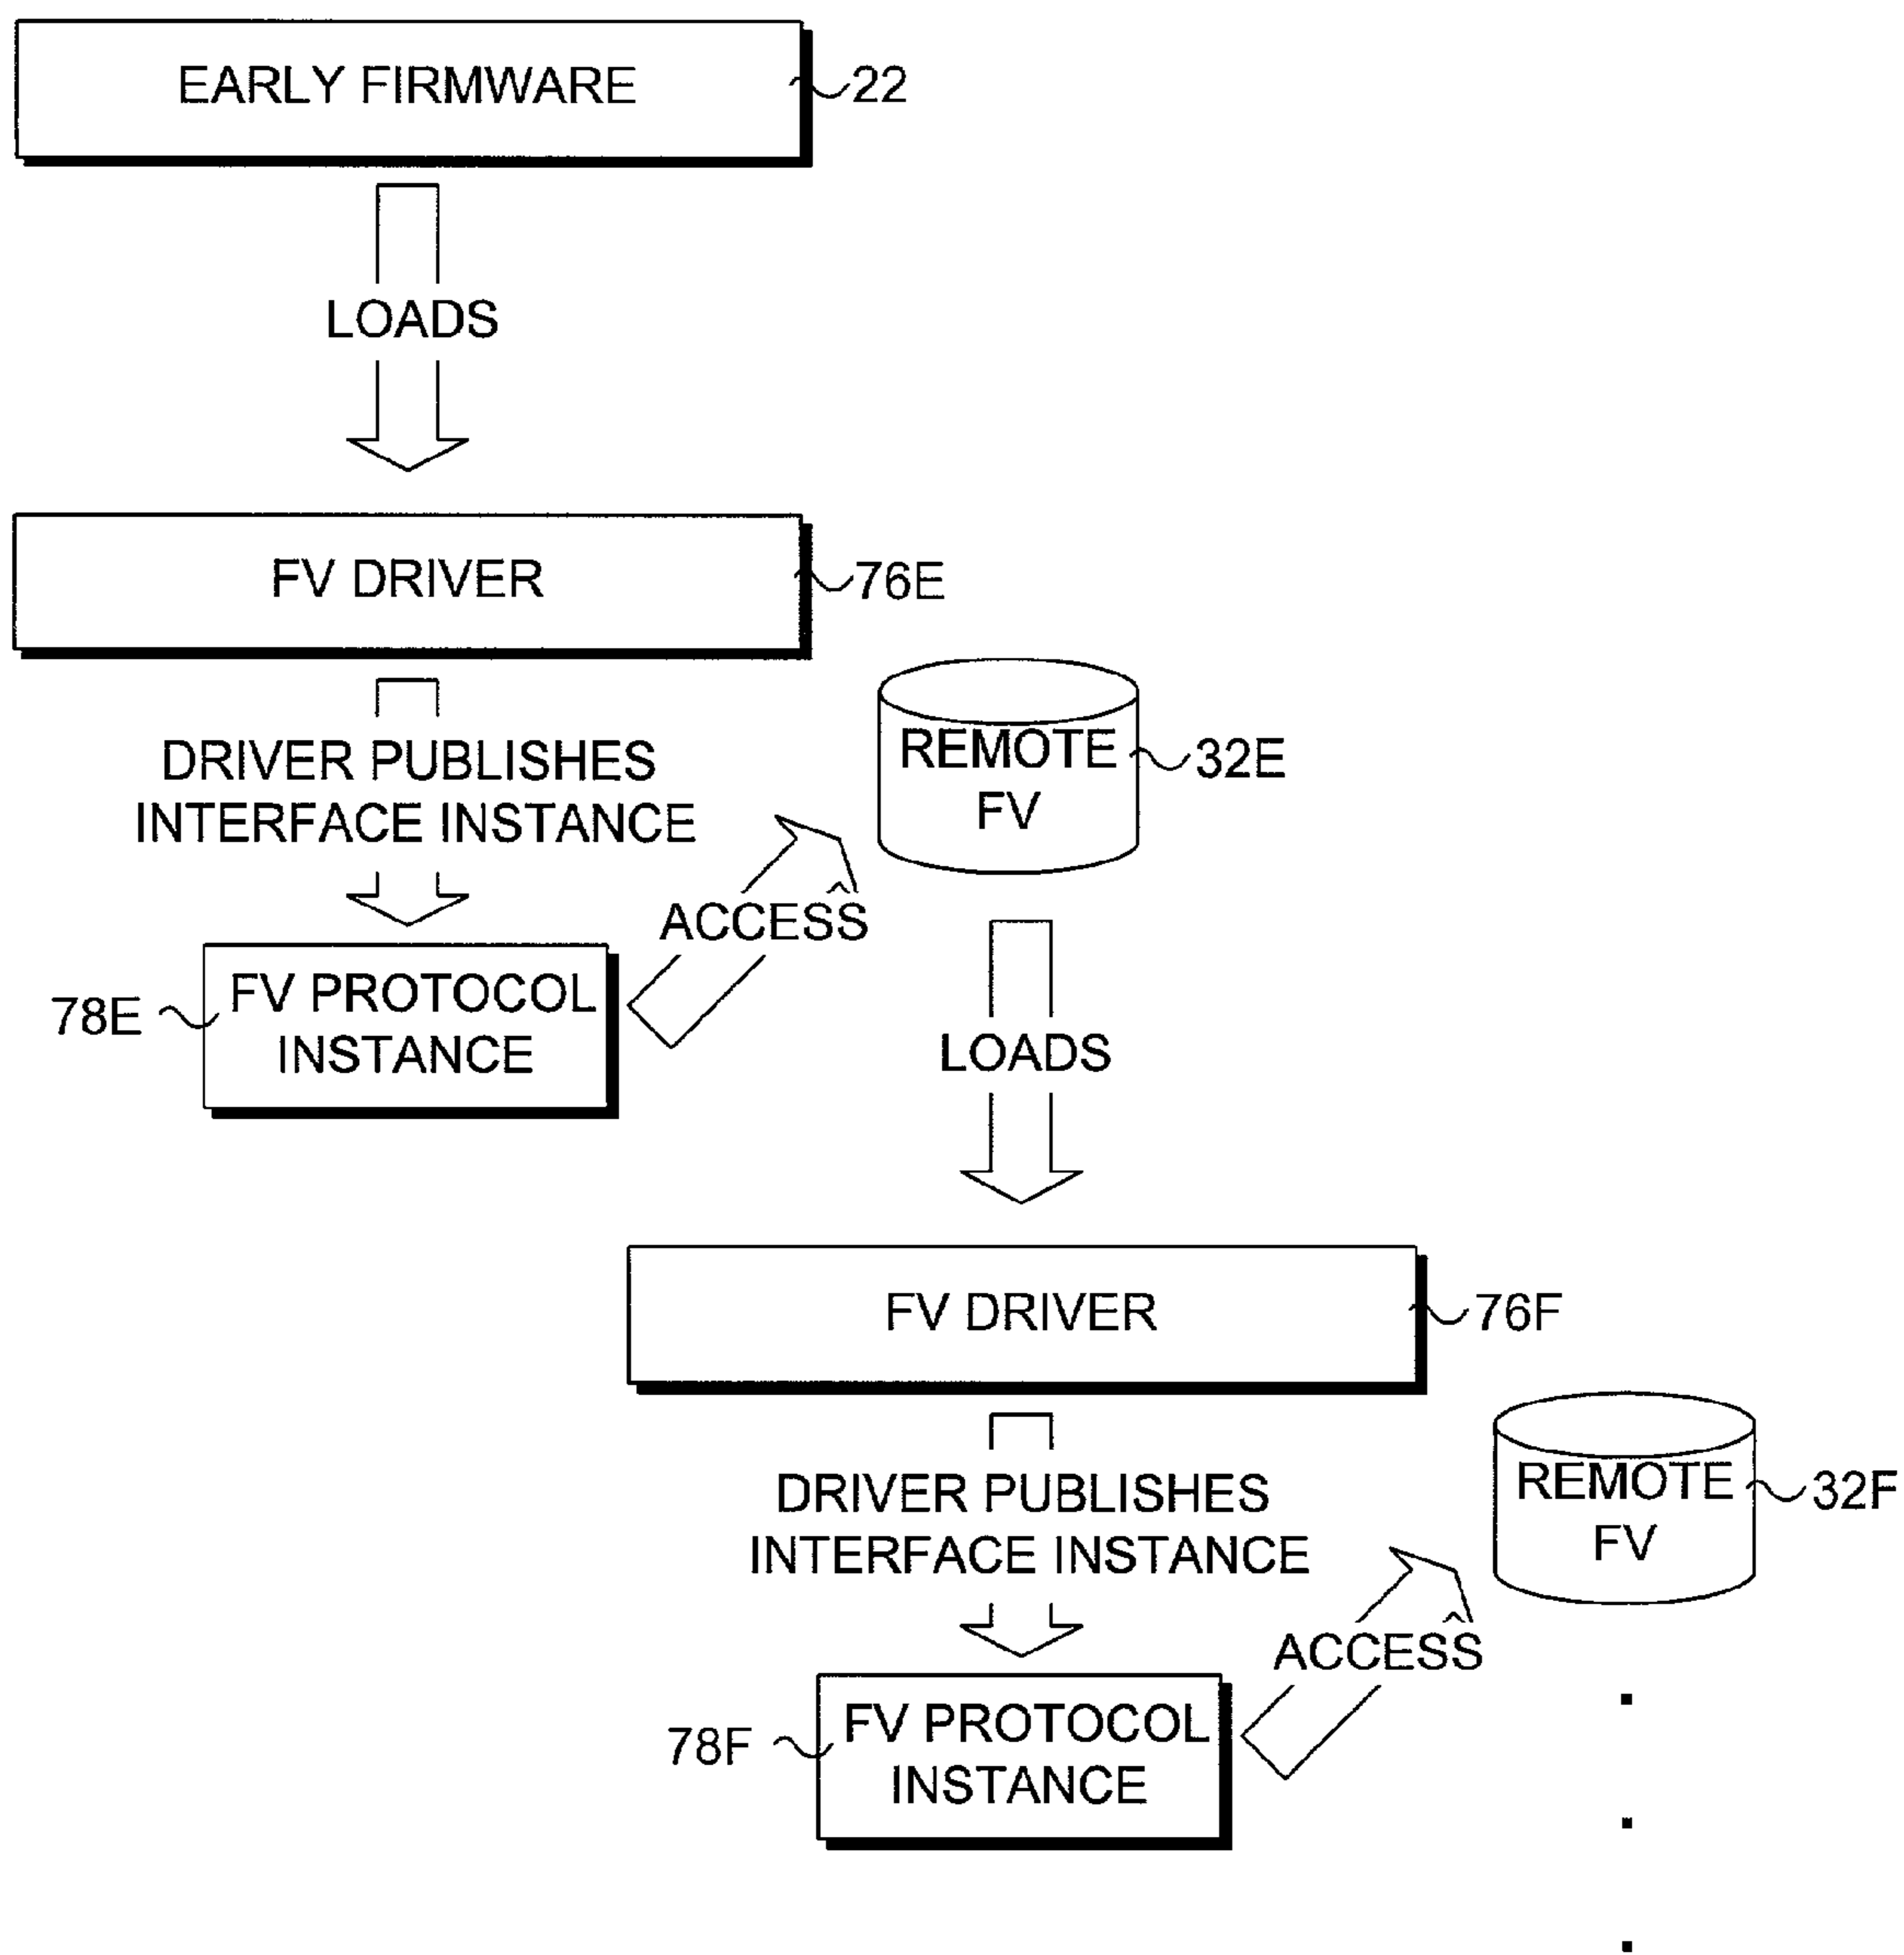 EARLY FIRMWARE
22
LOADS
FV DRIVER
76E
DRIVER PUBLISHES
INTERFACE INSTANCE
REMOTE
FV
32E
ACCESS
78E
FV PROTOCOL
INSTANCE
LOADS
FV DRIVER
76F
DRIVER PUBLISHES
INTERFACE INSTANCE
REMOTE
FV
32F
ACCESS
78F
FV PROTOCOL
INSTANCE